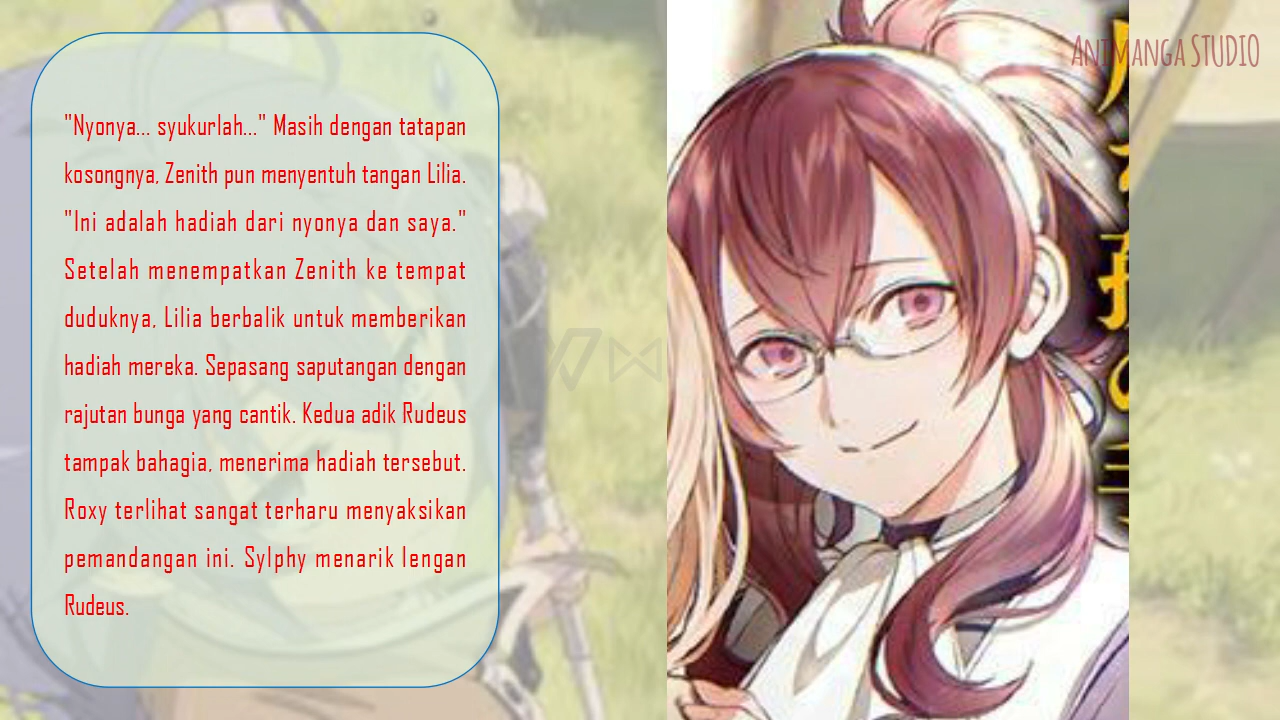 "Nyonya... syukurlah..." Masih dengan tatapan
kosongnya, Zenith pun menyentuh tangan Lilia.
"Ini adalah hadiah dari nyonya dan saya."
Setelah menempatkan Zenith ke tempat
duduknya, Lilia berbalik untuk memberikan
hadiah mereka. Sepasang saputangan dengan
rajutan bunga yang cantik. Kedua adik Rudeus
tampak bahagia, menerima hadiah tersebut.
Roxy terlihat sangat terharu menyaksikan
pemandangan ini. Sylphy menarik lengan
Rudeus.
ANIMANGA STUDIO